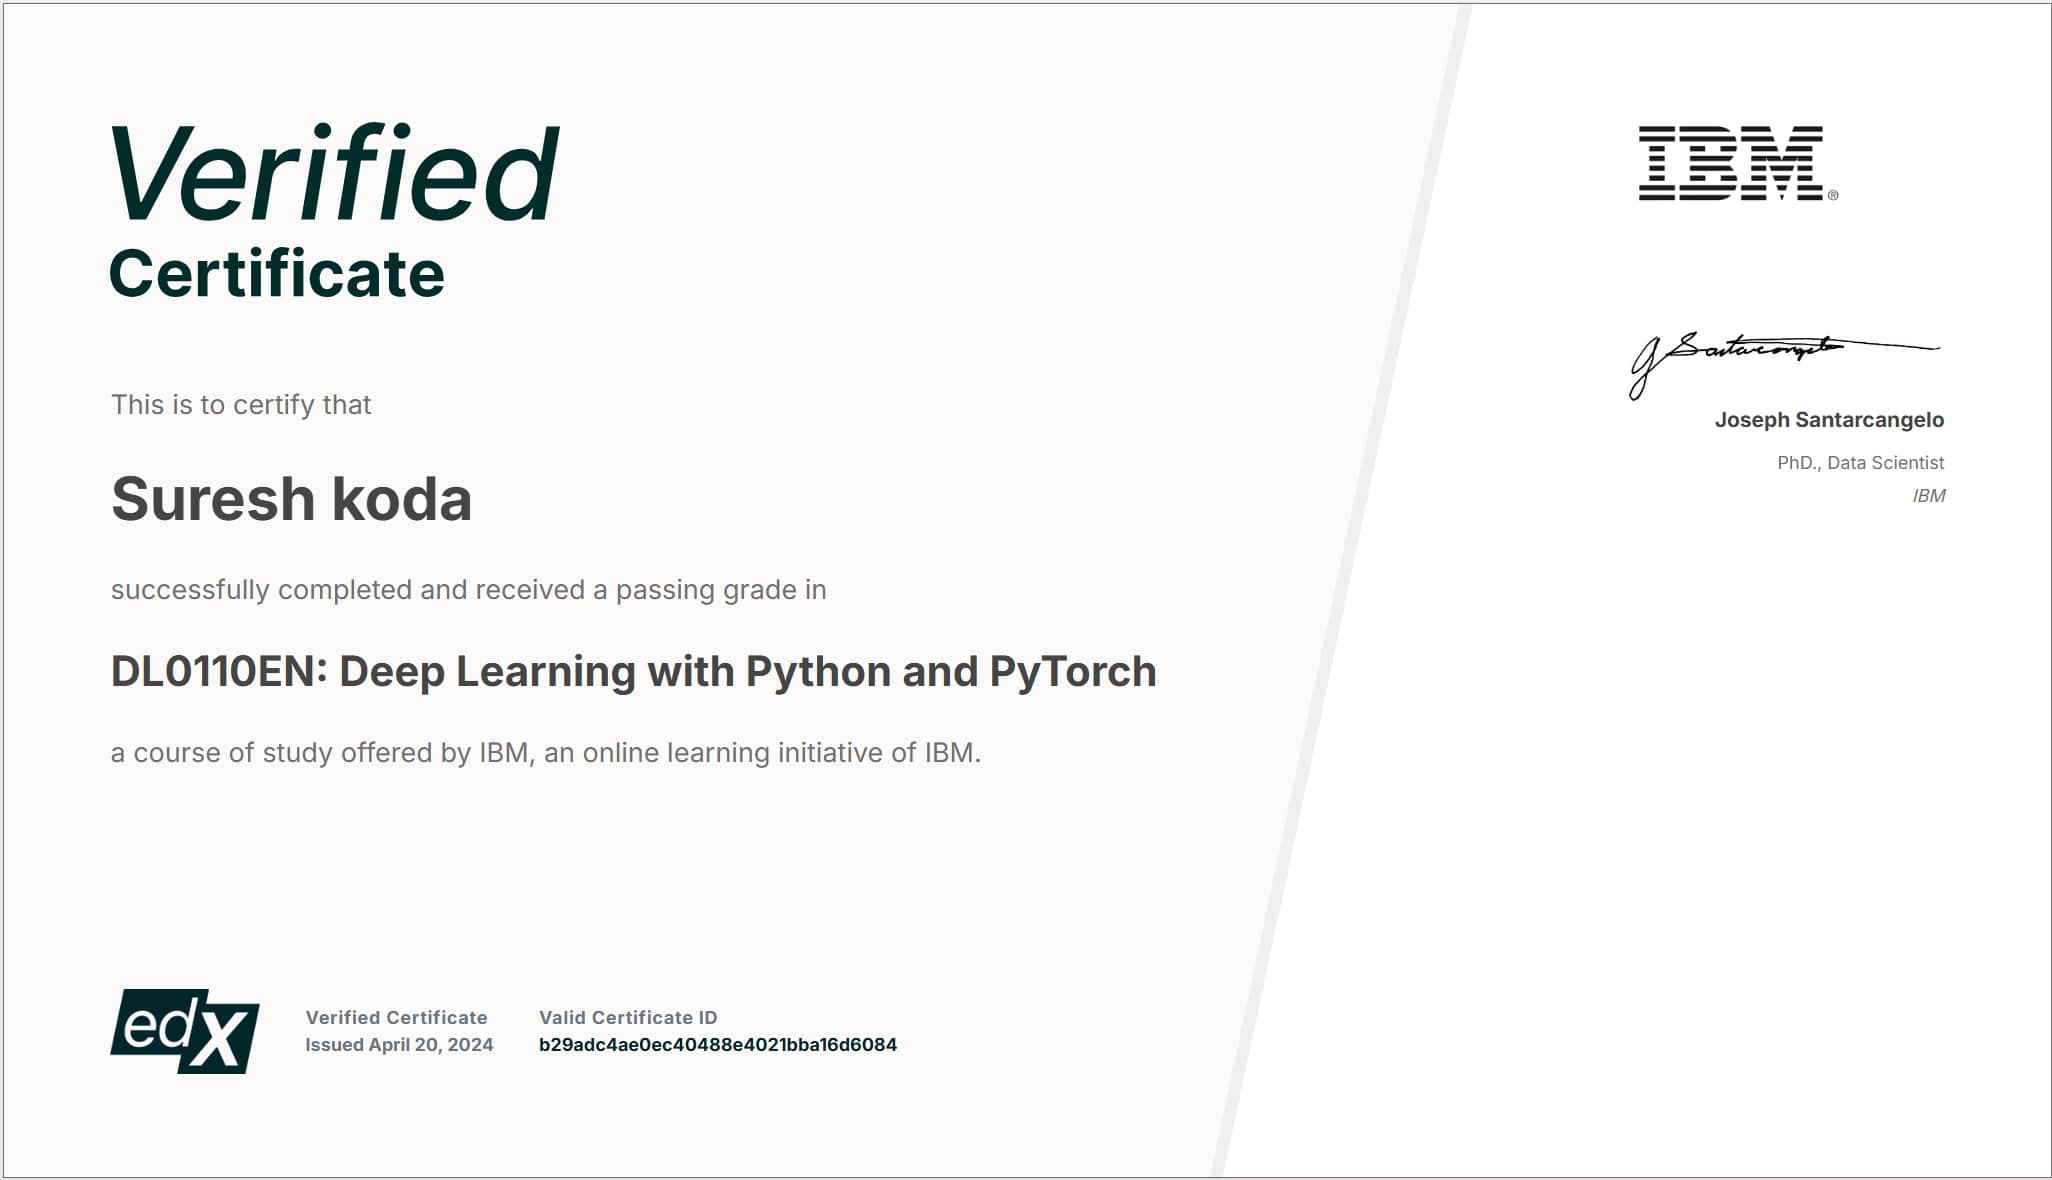 Verified
Certificate
This is to certify that
Suresh koda
successfully completed and received a passing grade in
DL0110EN: Deep Learning with Python and PyTorch
a course of study offered by IBM, an online learning initiative of IBM.
edX
Verified Certificate
Issued April 20, 2024
Valid Certificate ID
b29adc4ae0ec40488e4021bba16d6084
IBM®
J Santarcangelo
Joseph Santarcangelo
PhD., Data Scientist
IBM